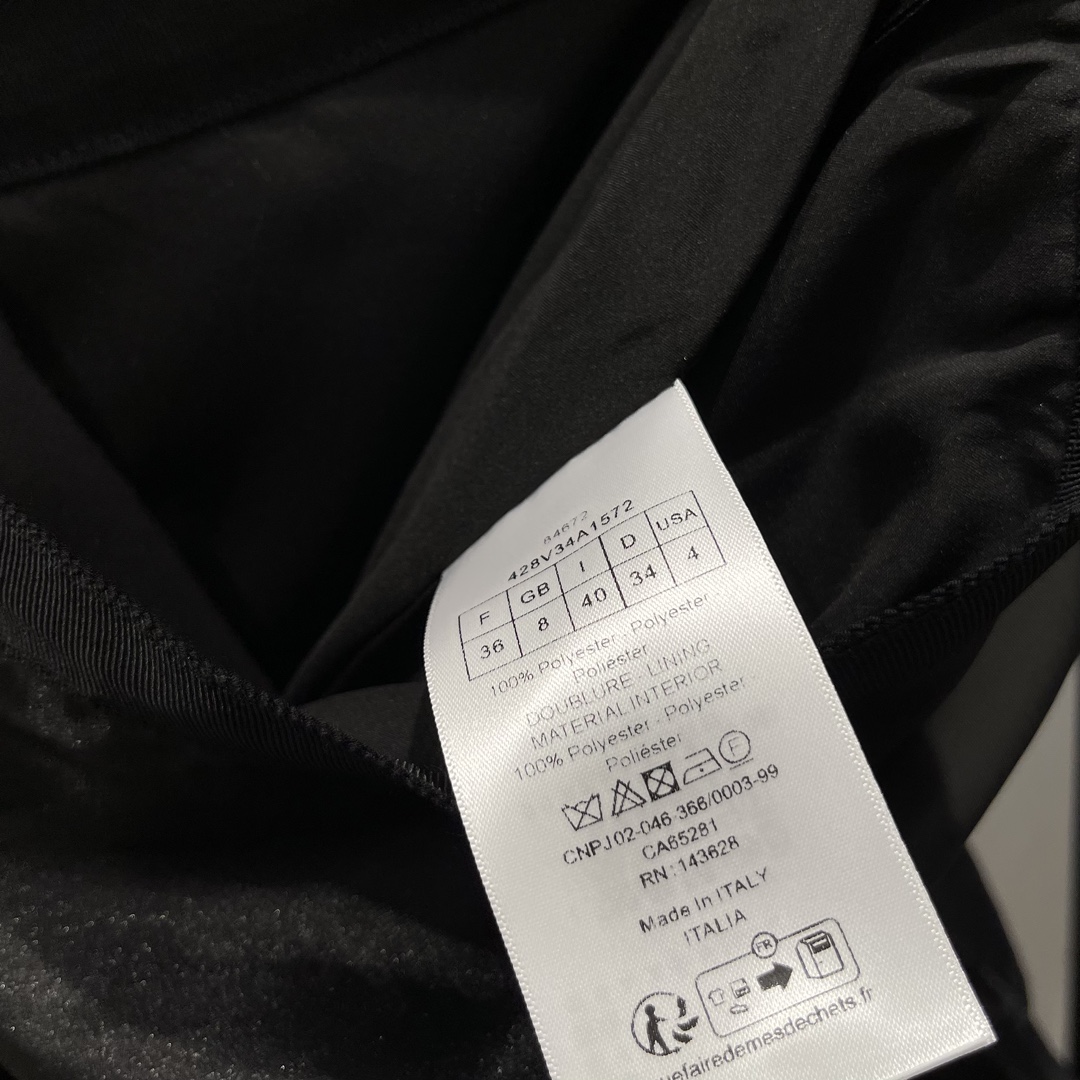 84672
428V34A1572
F GB I D USA
36 8 40 34 4
100% Polyester · Polyester ·
Poliester
DOUBLURE · LINING
MATERIAL INTERIOR
100% Polyester · Polyester
Poliéster
F
CNPJ02-046 366/0003-99
CA65281
RN:143628
Made In ITALY
ITALIA
FR
uefairedemesdechets.fr